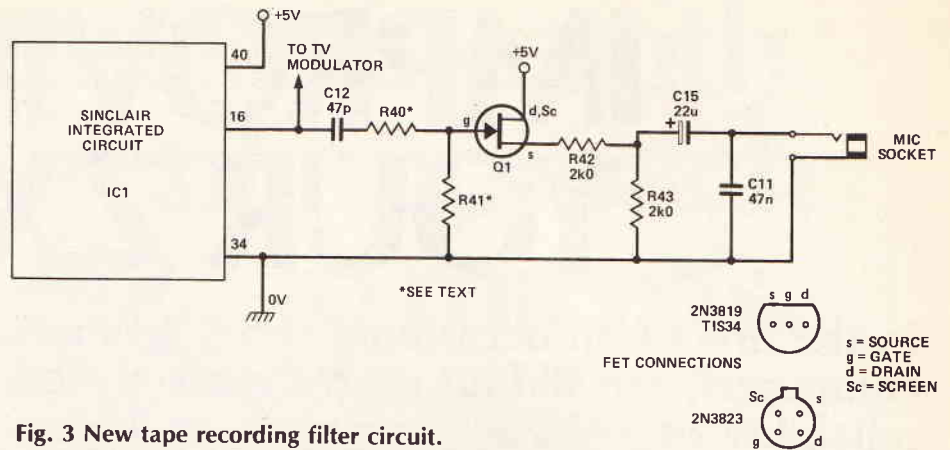 +5V
40
TO TV
MODULATOR
+5V
SINCLAIR
INTEGRATED
CIRCUIT
IC1
16
C12
47p
R40*
g
d,Sc
s
Q1
R42
2k0
C15
22u
+
MIC
SOCKET
R41*
R43
2k0
C11
47n
34
0V
*SEE TEXT
2N3819
TIS34
s g d
FET CONNECTIONS
s = SOURCE
g = GATE
d = DRAIN
Sc = SCREEN
2N3823
Sc
s
g
d
Fig. 3 New tape recording filter circuit.